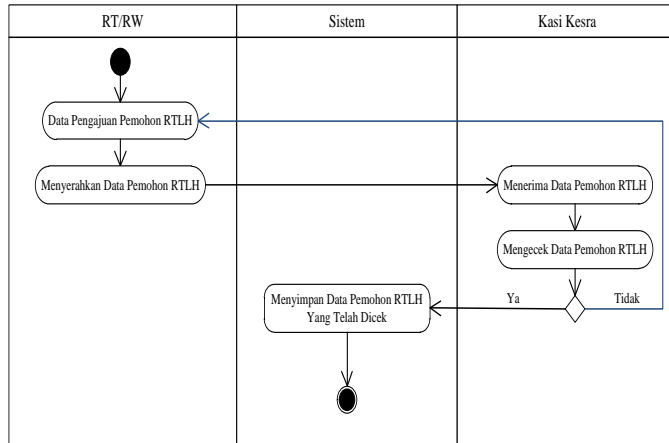 RT/RW
Sistem
Kasi Kesra
Data Pengajuan Pemohon RTLH
Menyerahkan Data Pemohon RTLH
Menerima Data Pemohon RTLH
Mengecek Data Pemohon RTLH
Ya
Tidak
Menyimpan Data Pemohon RTLH
Yang Telah Dicek